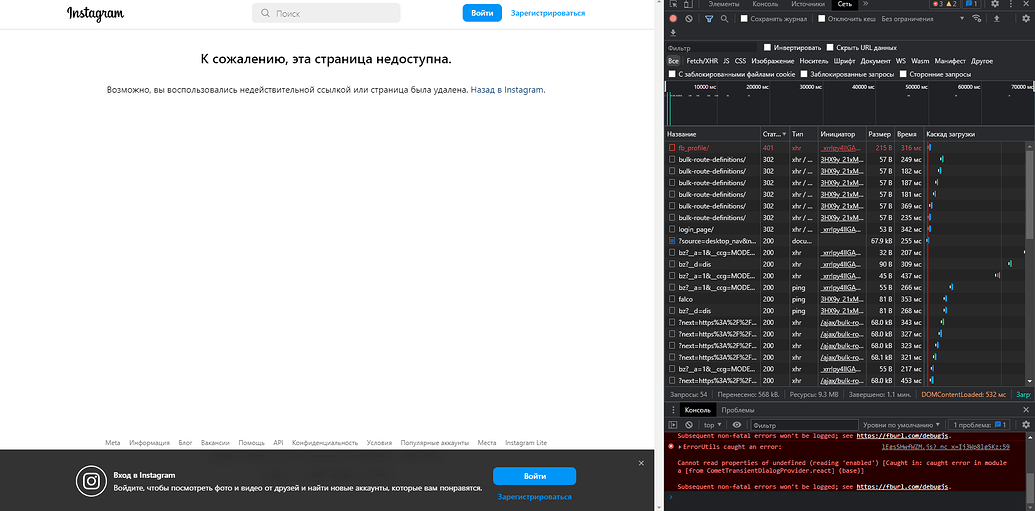 Instagram
Поиск
Войти
Зарегистрироваться
К сожалению, эта страница недоступна.
Возможно, вы воспользовались недействительной ссылкой или страница была удалена. Назад в Instagram.
Meta Информация Блог Вакансии Помощь API Конфиденциальность Условия Популярные аккаунты Места Instagram Lite
Вход в Instagram
Войдите, чтобы посмотреть фото и видео от друзей и найти новые аккаунты, которые вам понравятся.
Войти
Зарегистрироваться
Элементы Консоль Источники Сеть » 3 2 1
Сохранять журнал Отключить кеш Без ограничения
Фильтр Инвертировать Скрыть URL данных
Все Fetch/XHR JS CSS Изображение Носитель Шрифт Документ WS Wasm Манифест Другое
С заблокированными файлами cookie Заблокированные запросы Сторонние запросы
10000 мс 20000 мс 30000 мс 40000 мс 50000 мс 60000 мс 70000 мс
Название Стат... Тип Инициатор Размер Время Каскад загрузки
fb_profile/ 401 xhr 215 B 316 мс
bulk-route-definitions/ 302 xhr / ... 3HX9y_21xM... 57 B 249 мс
bulk-route-definitions/ 302 xhr / ... 3HX9y_21xM... 57 B 182 мс
bulk-route-definitions/ 302 xhr / ... 3HX9y_21xM... 57 B 187 мс
bulk-route-definitions/ 302 xhr / ... 3HX9y_21xM... 57 B 181 мс
bulk-route-definitions/ 302 xhr / ... 3HX9y_21xM... 57 B 369 мс
bulk-route-definitions/ 302 xhr / ... 3HX9y_21xM... 57 B 235 мс
login_page/ 302 xhr 53 B 342 мс
?source=desktop_nav&n... 200 docu... 67.9 kB 255 мс
bz?__a=1&__ccg=MODE... 200 xhr 32 B 207 мс
bz?__d=dis 200 xhr 90 B 309 мс
bz?__a=1&__ccg=MODE... 200 xhr 45 B 437 мс
bz?__a=1&__ccg=MODE... 200 ping 55 B 266 мс
falco 200 ping 3HX9y_21xM... 81 B 353 мс
bz?__d=dis 200 ping 3HX9y_21xM... 81 B 268 мс
?next=https%3A%2F%2F... 200 xhr /ajax/bulk-ro... 68.0 kB 343 мс
?next=https%3A%2F%2F... 200 xhr /ajax/bulk-ro... 68.0 kB 327 мс
?next=https%3A%2F%2F... 200 xhr /ajax/bulk-ro... 68.0 kB 323 мс
?next=https%3A%2F%2F... 200 xhr /ajax/bulk-ro... 68.1 kB 321 мс
bz?__a=1&__ccg=MODE... 200 xhr 55 B 217 мс
?next=https%3A%2F%2F... 200 xhr /ajax/bulk-ro... 68.0 kB 453 мс
Запросы: 54 Перенесено: 568 kB. Ресурсы: 9.3 MB Завершено: 1.1 мин. DOMContentLoaded: 532 мс Загр
Консоль Проблемы
top Фильтр Уровни по умолчанию 1 проблема: 1
Subsequent non-fatal errors won't be logged; see https://fburl.com/debugjs.
ErrorUtils caught an error:
Cannot read properties of undefined (reading 'enabled') [Caught in: caught error in module
a [from CometTransientDialogProvider.react] (base)]
Subsequent non-fatal errors won't be logged; see https://fburl.com/debugjs.